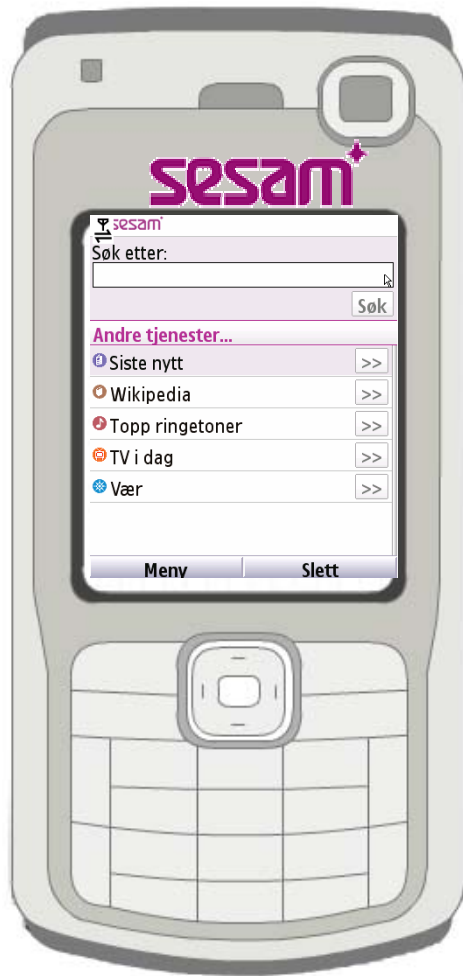 sesam
sesam
Søk etter:
Søk
Andre tjenester...
Siste nytt >>
Wikipedia >>
Topp ringetoner >>
TV i dag >>
Vær >>
Meny Slett